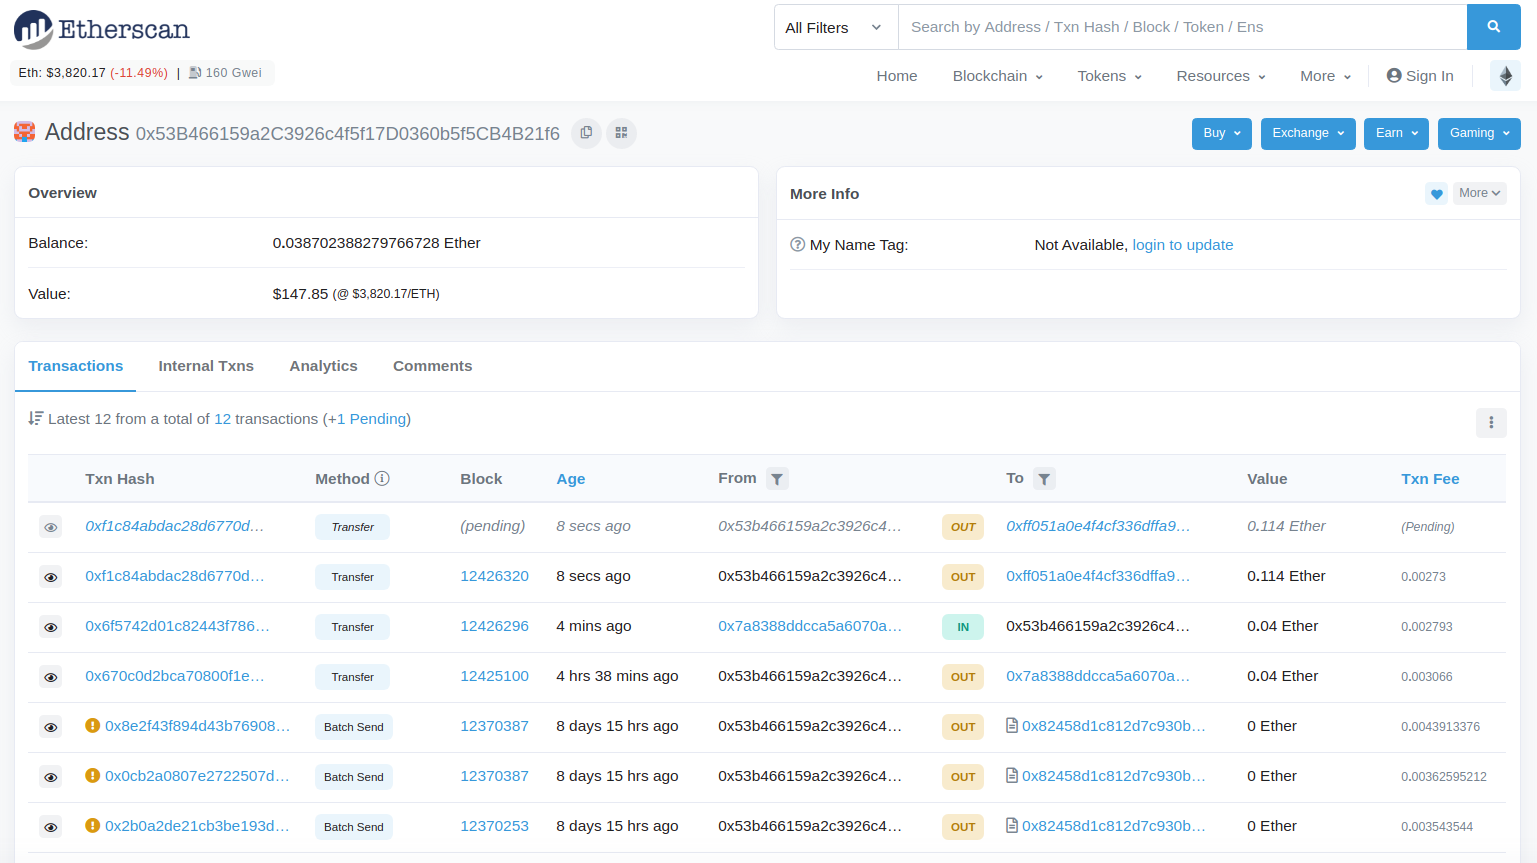 Etherscan
All Filters Search by Address / Txn Hash / Block / Token / Ens
Eth: $3,820.17 (-11.49%) | 160 Gwei
Home Blockchain Tokens Resources More Sign In
Address 0x53B466159a2C3926c4f5f17D0360b5f5CB4B21f6
Buy Exchange Earn Gaming
Overview
Balance: 0.038702388279766728 Ether
Value: $147.85 (@ $3,820.17/ETH)
More Info More
My Name Tag: Not Available, login to update
Transactions Internal Txns Analytics Comments
Latest 12 from a total of 12 transactions (+1 Pending)
Txn Hash Method Block Age From To Value Txn Fee
0xf1c84abdac28d6770d... Transfer (pending) 8 secs ago 0x53b466159a2c3926c4... OUT 0xff051a0e4f4cf336dffa9... 0.114 Ether (Pending)
0xf1c84abdac28d6770d... Transfer 12426320 8 secs ago 0x53b466159a2c3926c4... OUT 0xff051a0e4f4cf336dffa9... 0.114 Ether 0.00273
0x6f5742d01c82443f786... Transfer 12426296 4 mins ago 0x7a8388ddcca5a6070a... IN 0x53b466159a2c3926c4... 0.04 Ether 0.002793
0x670c0d2bca70800f1e... Transfer 12425100 4 hrs 38 mins ago 0x53b466159a2c3926c4... OUT 0x7a8388ddcca5a6070a... 0.04 Ether 0.003066
0x8e2f43f894d43b76908... Batch Send 12370387 8 days 15 hrs ago 0x53b466159a2c3926c4... OUT 0x82458d1c812d7c930b... 0 Ether 0.0043913376
0x0cb2a0807e2722507d... Batch Send 12370387 8 days 15 hrs ago 0x53b466159a2c3926c4... OUT 0x82458d1c812d7c930b... 0 Ether 0.00362595212
0x2b0a2de21cb3be193d... Batch Send 12370253 8 days 15 hrs ago 0x53b466159a2c3926c4... OUT 0x82458d1c812d7c930b... 0 Ether 0.003543544